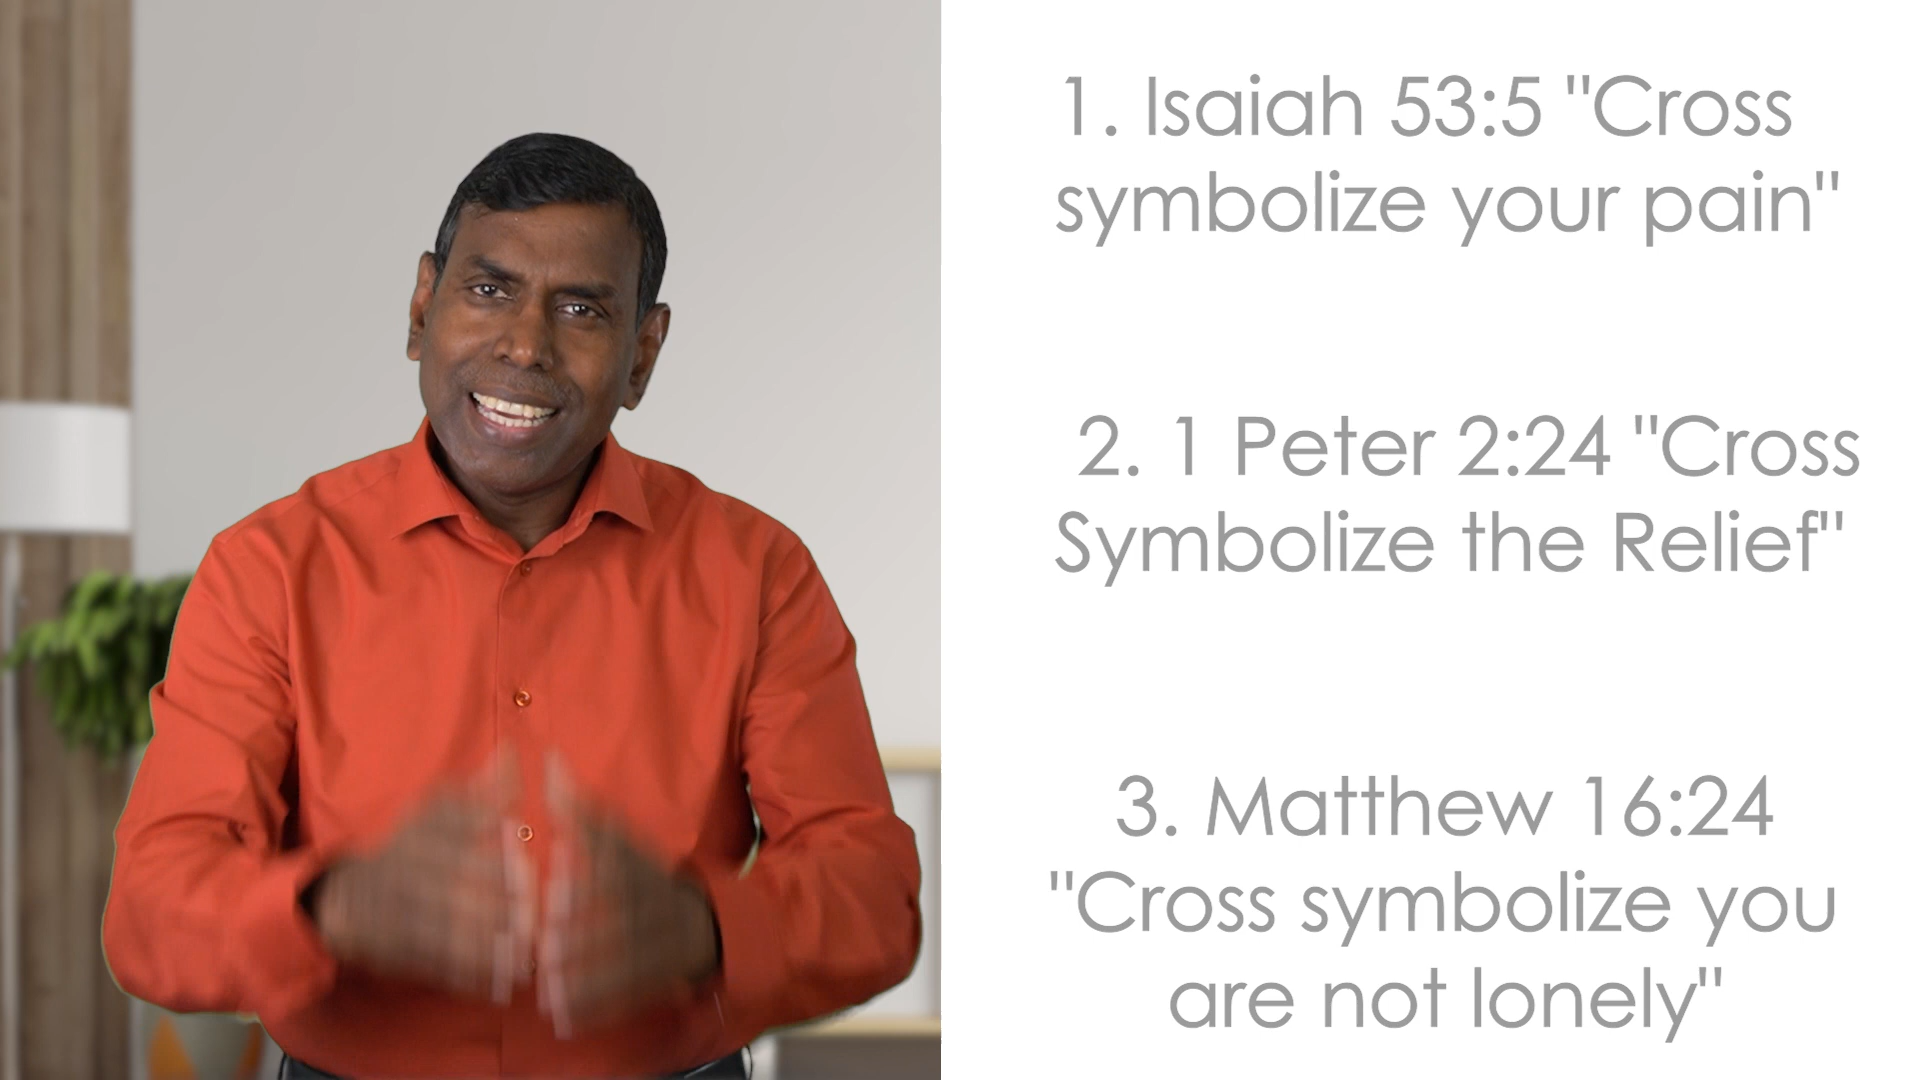 1. Isaiah 53:5 "Cross
symbolize your pain"
2. 1 Peter 2:24 "Cross
Symbolize the Relief"
3. Matthew 16:24
"Cross symbolize you
are not lonely"